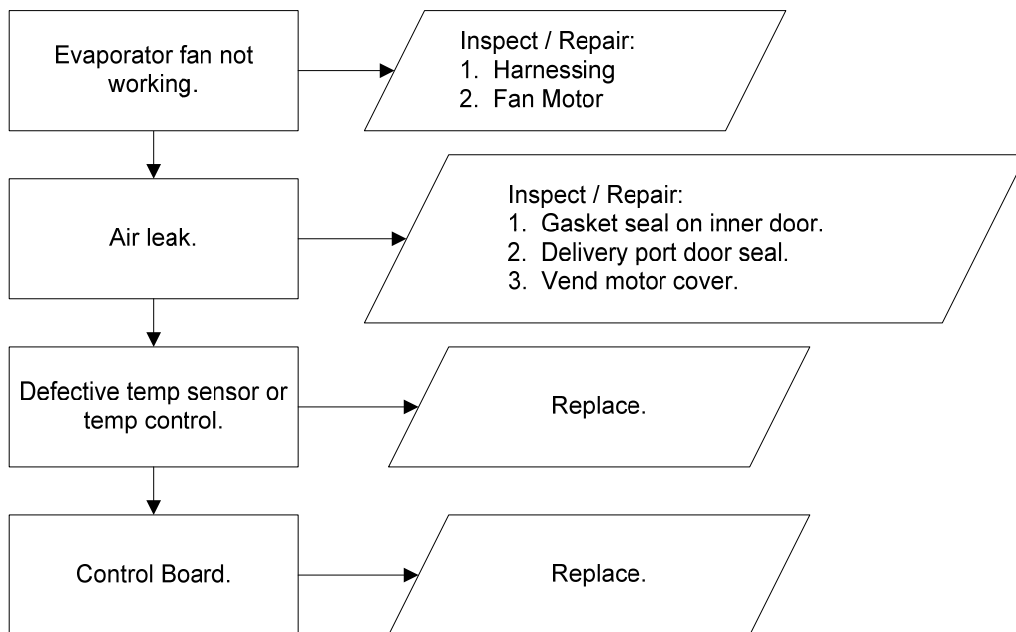 Evaporator fan not
working.
Inspect / Repair:
1. Harnessing
2. Fan Motor
Air leak.
Inspect / Repair:
1. Gasket seal on inner door.
2. Delivery port door seal.
3. Vend motor cover.
Defective temp sensor or
temp control.
Replace.
Control Board.
Replace.